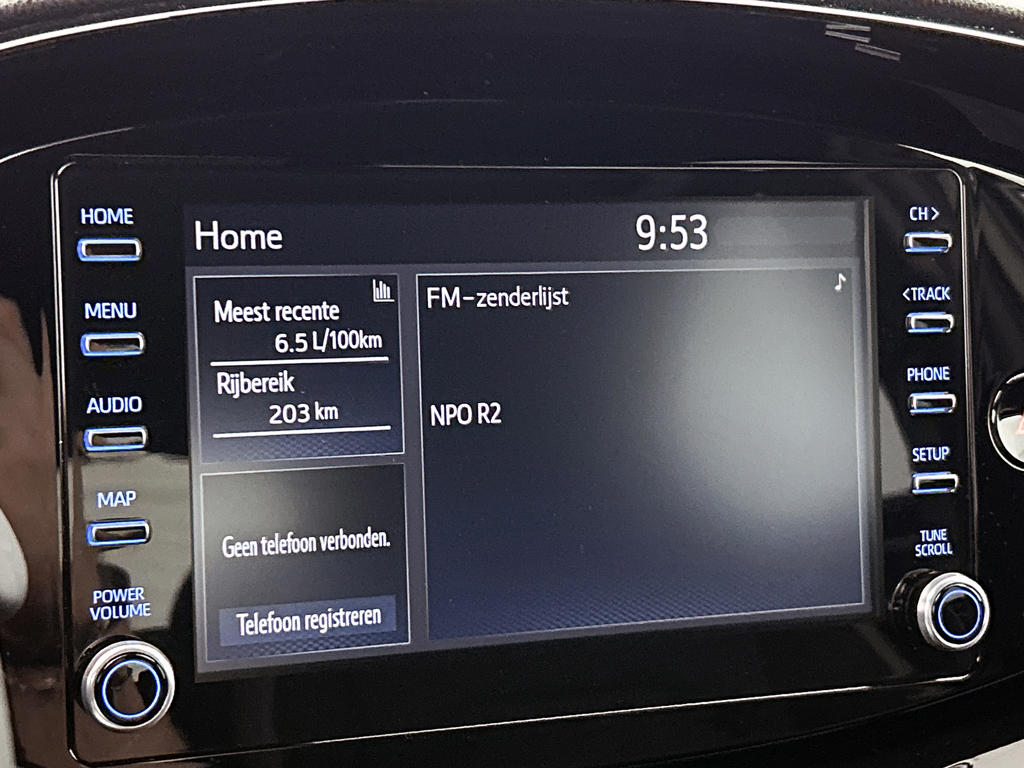 HOME
MENU
AUDIO
MAP
POWER
VOLUME
Home
9:53
Meest recente
6.5 L/100km
Rijbereik
203 km
Geen telefoon verbonden.
Telefoon registreren
FM-zenderlijst
NPO R2
CH>
<TRACK
PHONE
SETUP
TUNE
SCROLL